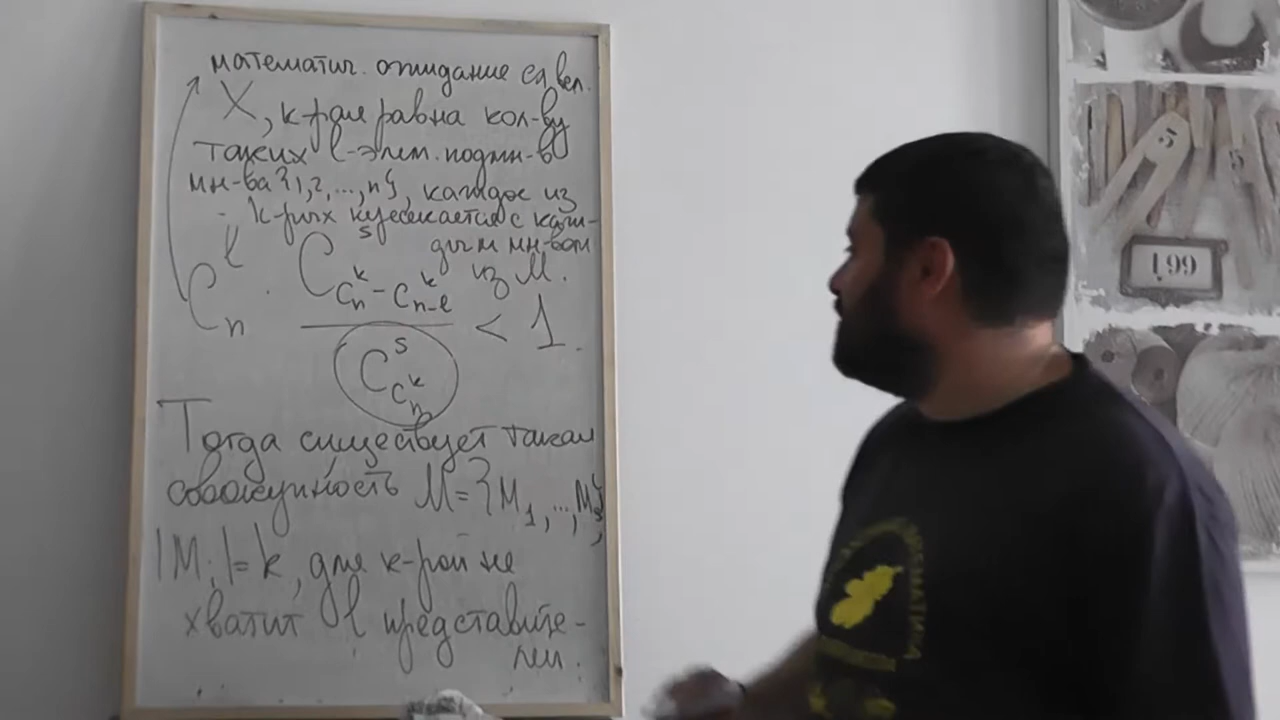 математич. ожидание сл. вел.
X, к-рая равна кол-ву
таких l-элем. подмн-в
мн-ва {1,2,...,n}, каждое из
к-рых пересекается с каж-
дым мн-вом
из M.
C_n^l · C_{C_n^k - C_{n-l}^k}^s / C_{C_n^k}^s < 1.
Тогда существует такая
совокупность M = {M_1, ..., M_s},
|M_i| = k, для к-рой не
хватит l представите-
лей.
5
5
199
МАТИКА